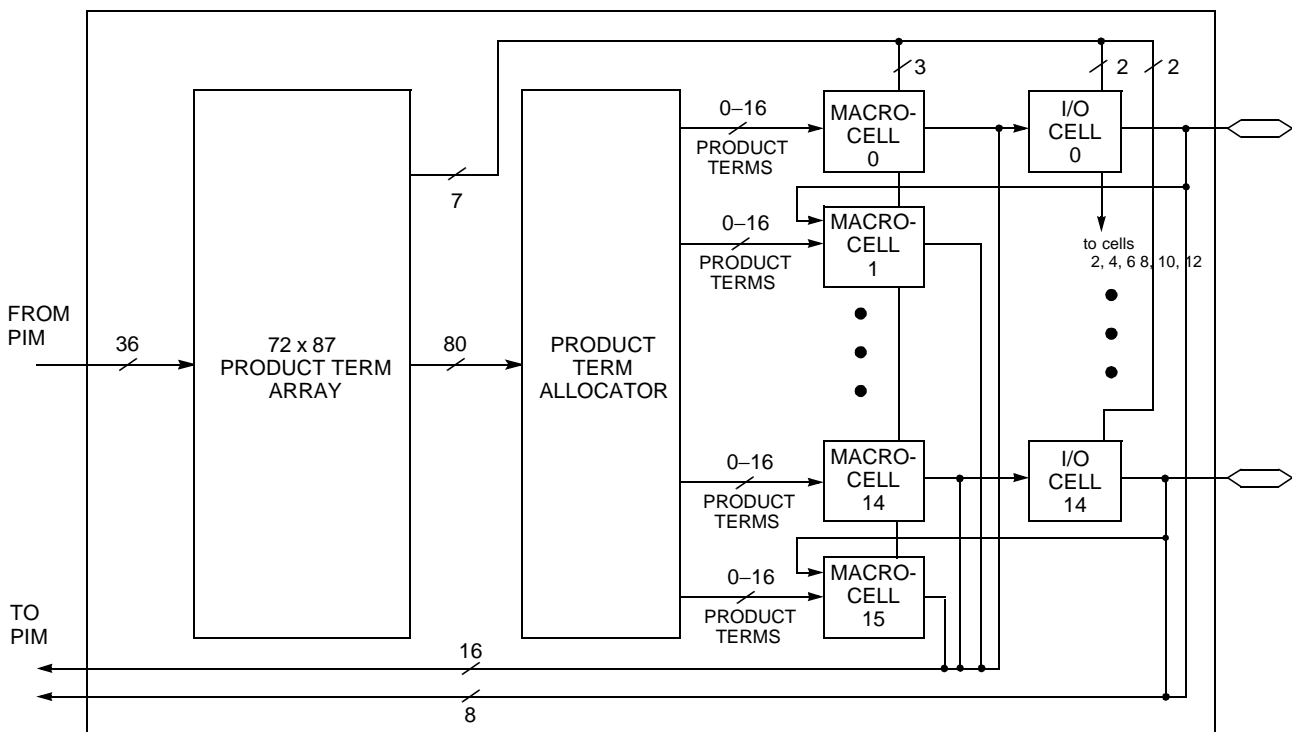 3
2
2
0–16
PRODUCT
TERMS
MACRO-
CELL
0
I/O
CELL
0
7
0–16
PRODUCT
TERMS
MACRO-
CELL
1
to cells
2, 4, 6 8, 10, 12
FROM
PIM
36
72 x 87
PRODUCT TERM
ARRAY
80
PRODUCT
TERM
ALLOCATOR
0–16
PRODUCT
TERMS
MACRO-
CELL
14
I/O
CELL
14
0–16
PRODUCT
TERMS
MACRO-
CELL
15
TO
PIM
16
8